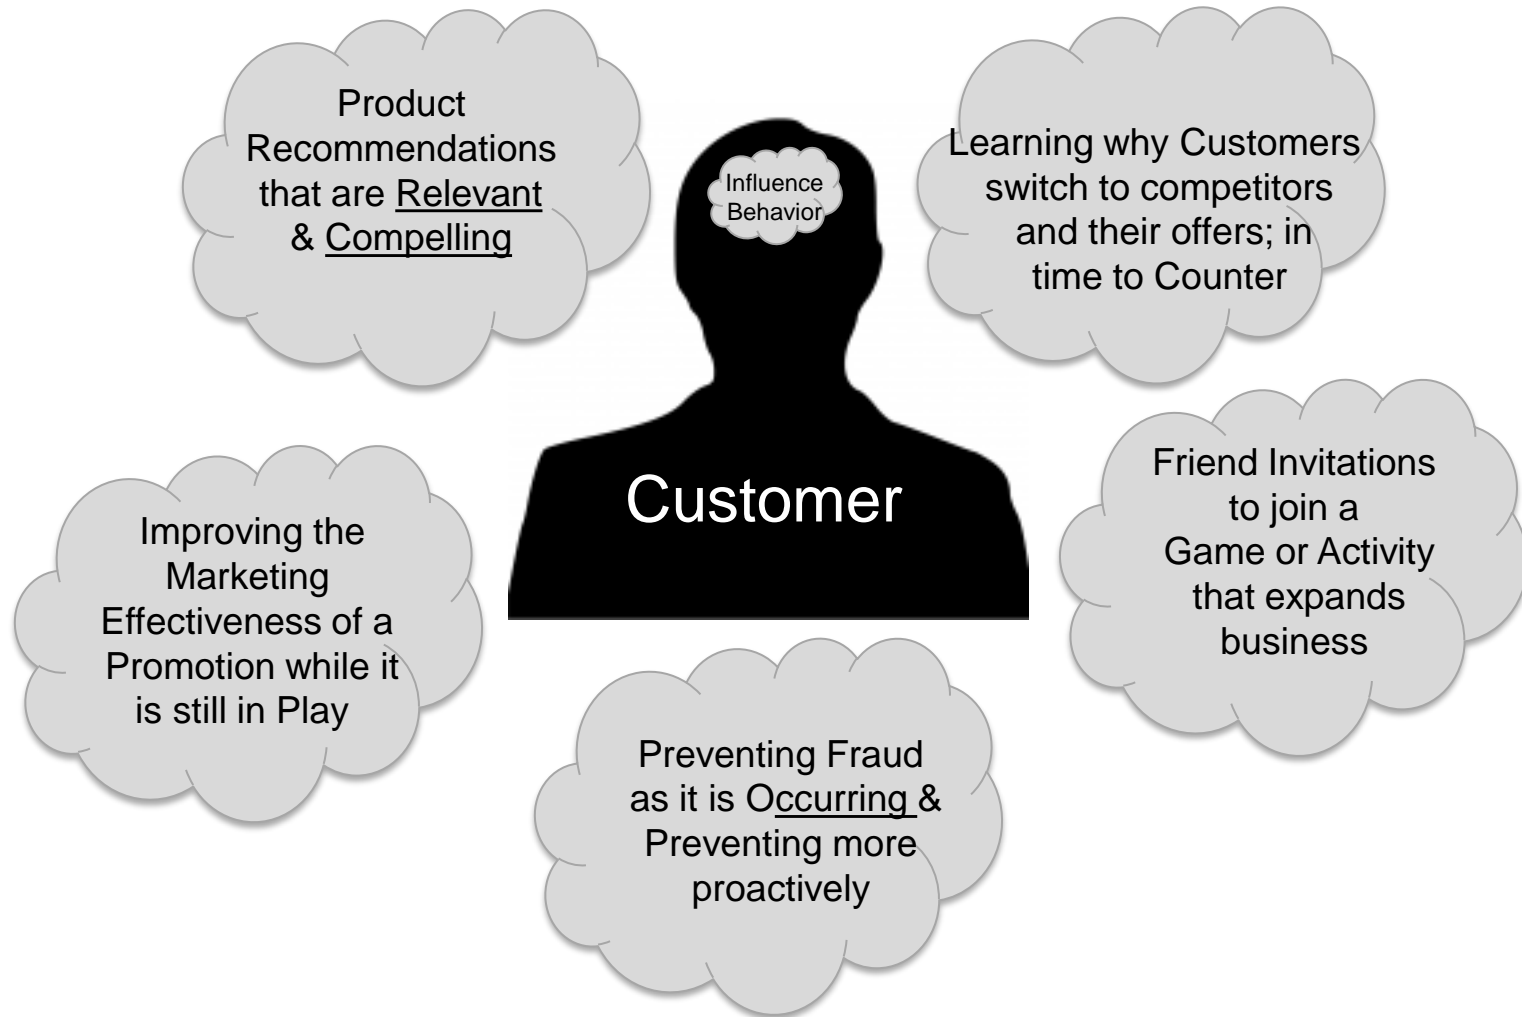 Product
Recommendations
that are Relevant
& Compelling
Influence
Behavior
Learning why Customers
switch to competitors
and their offers; in
time to Counter
Customer
Improving the
Marketing
Effectiveness of a
Promotion while it
is still in Play
Friend Invitations
to join a
Game or Activity
that expands
business
Preventing Fraud
as it is Occurring &
Preventing more
proactively